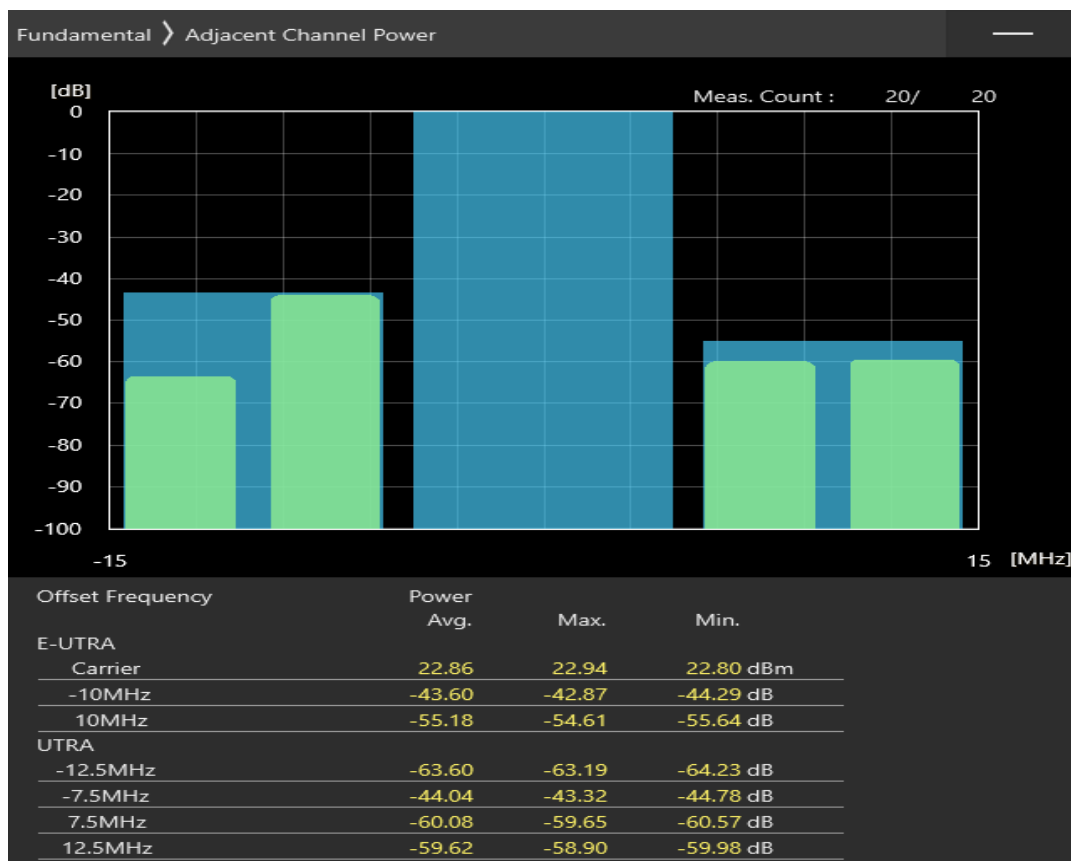 Fundamental ❯ Adjacent Channel Power
[dB]
Meas. Count : 20/ 20
0
-10
-20
-30
-40
-50
-60
-70
-80
-90
-100
-15 15 [MHz]
Offset Frequency Power
Avg. Max. Min.
E-UTRA
Carrier 22.86 22.94 22.80 dBm
-10MHz -43.60 -42.87 -44.29 dB
10MHz -55.18 -54.61 -55.64 dB
UTRA
-12.5MHz -63.60 -63.19 -64.23 dB
-7.5MHz -44.04 -43.32 -44.78 dB
7.5MHz -60.08 -59.65 -60.57 dB
12.5MHz -59.62 -58.90 -59.98 dB